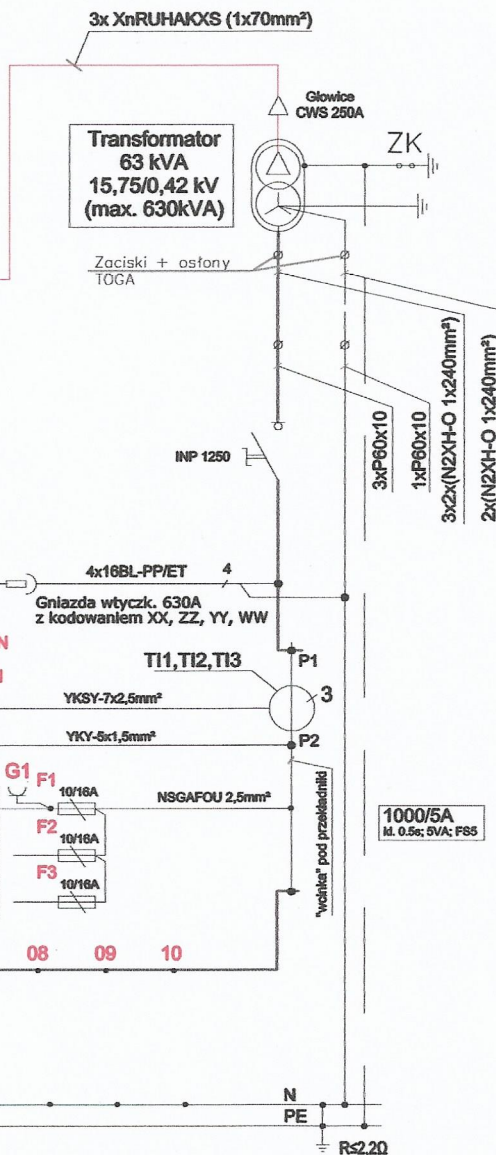 3x XnRUHAKXS (1x70mm²)
Głowice
CWS 250A
Transformator
63 kVA
15,75/0,42 kV
(max. 630kVA)
ZK
Zaciski + osłony
TOGA
3xP60x10
1xP60x10
3x2x(N2XH-O 1x240mm²)
2x(N2XH-O 1x240mm²)
INP 1250
4x16BL-PP/ET
4
Gniazda wtyczk. 630A
z kodowaniem XX, ZZ, YY, WW
N
P1
TI1,TI2,TI3
3
YKSY-7x2,5mm²
YKY-5x1,5mm²
P2
"wcinka" pod przekładniki
G1
F1
10/16A
NSGAFOU 2,5mm²
F2
10/16A
F3
10/16A
1000/5A
kl. 0.5s; 5VA; FS5
08
09
10
N
PE
R≤2,2Ω